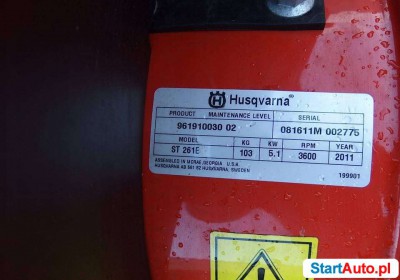 Husqvarna®
PRODUCT MAINTENANCE LEVEL SERIAL
961910030 02 081611M 002775
MODEL KG KW RPM YEAR
ST 261E 103 5.1 3600 2011
ASSEMBLED IN MCRAE, GEORGIA U.S.A
HUSQVARNA AB 561 82 HUSKVARNA, SWEDEN
199901
StartAuto.pl